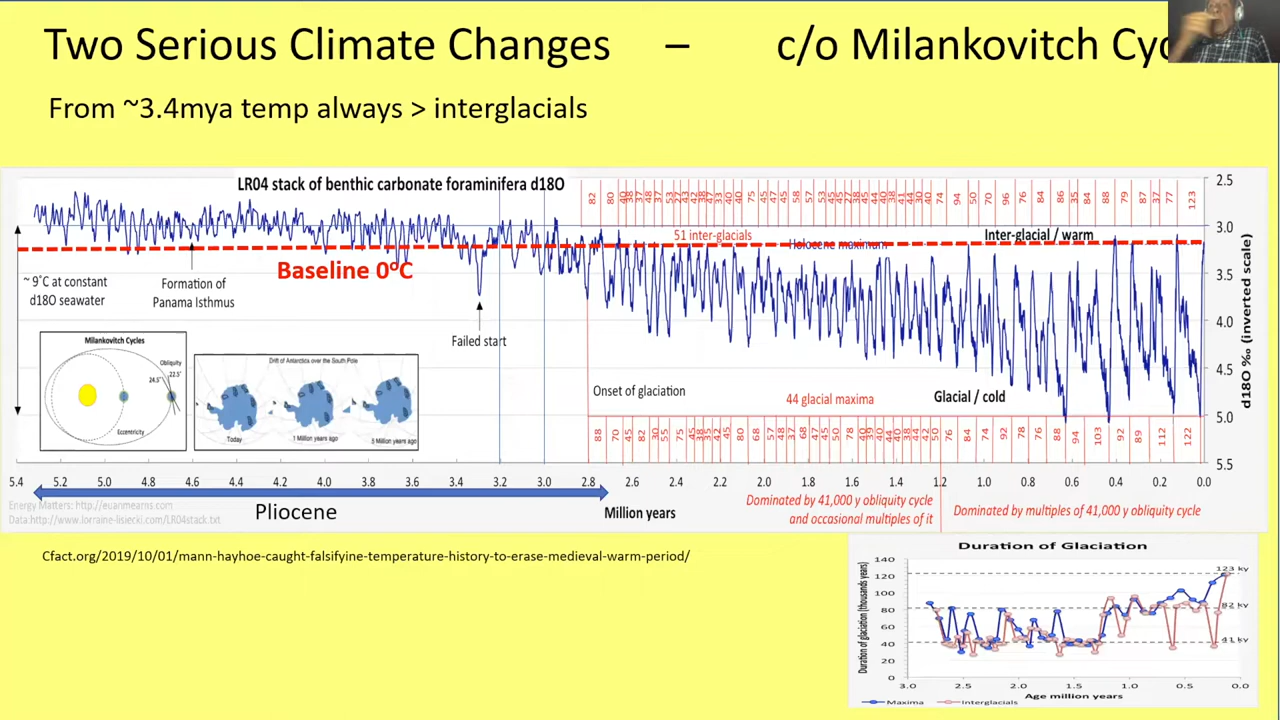 Two Serious Climate Changes – c/o Milankovitch Cyc
From ~3.4mya temp always > interglacials
LR04 stack of benthic carbonate foraminifera d18O
51 inter-glacials
Holocene maximum
Inter-glacial / warm
Baseline 0°C
~ 9°C at constant
d18O seawater
Formation of
Panama Isthmus
Failed start
Milankovitch Cycles
Obliquity
22.5°
24.5°
Eccentricity
Drift of Antarctica over the South Pole
Today
1 Million years ago
Onset of glaciation
44 glacial maxima
Glacial / cold
2.5
3.0
3.5
4.0
4.5
5.0
5.5
d18O ‰ (inverted scale)
5.4 5.2 5.0 4.8 4.6 4.4 4.2 4.0 3.8 3.6 3.4 3.2 3.0 2.8 2.6 2.4 2.2 2.0 1.8 1.6 1.4 1.2 1.0 0.8 0.6 0.4 0.2 0.0
Energy Matters: http://euanmearns.com
Data:http://www.lorraine-lisiecki.com/LR04stack.txt
Pliocene
Million years
Dominated by 41,000 y obliquity cycle
and occasional multiples of it
Dominated by multiples of 41,000 y obliquity cycle
Cfact.org/2019/10/01/mann-hayhoe-caught-falsifyine-temperature-history-to-erase-medieval-warm-period/
Duration of Glaciation
Duration of glaciation (thousands years)
140
120
100
80
60
40
20
0
123 ky
82 ky
41 ky
3.0 2.5 2.0 1.5 1.0 0.5 0.0
Age million years
Maxima Interglacials